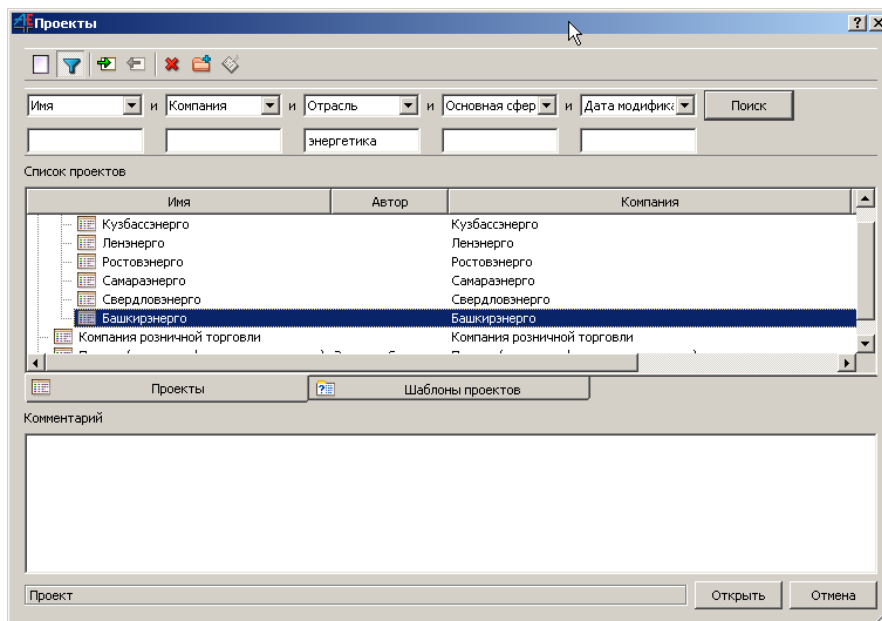 Проекты
Имя и Компания и Отрасль и Основная сфер и Дата модифика Поиск
энергетика
Список проектов
Имя Автор Компания
Кузбассэнерго Кузбассэнерго
Ленэнерго Ленэнерго
Ростовэнерго Ростовэнерго
Самараэнерго Самараэнерго
Свердловэнерго Свердловэнерго
Башкирэнерго Башкирэнерго
Компания розничной торговли Компания розничной торговли
Проекты Шаблоны проектов
Комментарий
Проект Открыть Отмена